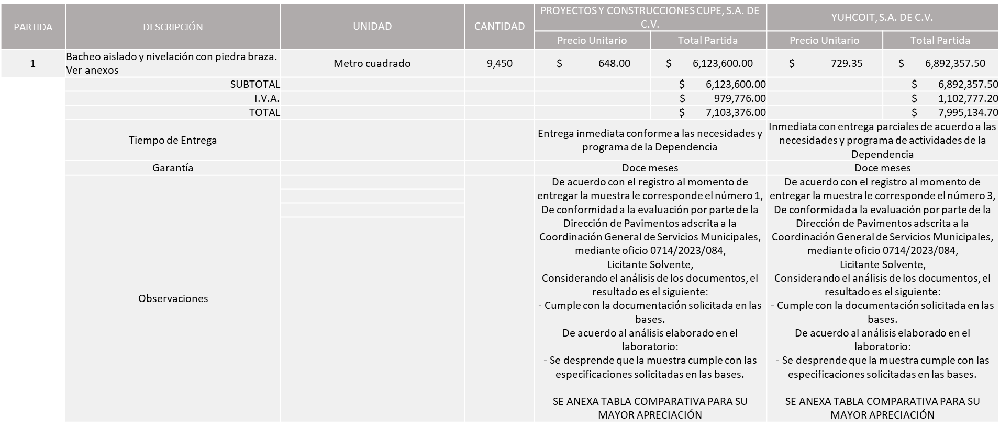 PARTIDA
DESCRIPCIÓN
UNIDAD
CANTIDAD
PROYECTOS Y CONSTRUCCIONES CUPE, S.A. DE
C.V.
YUHCOIT, S.A. DE C.V.
Precio Unitario
Total Partida
Precio Unitario
Total Partida
1
Bacheo aislado y nivelación con piedra braza.
Ver anexos
Metro cuadrado
9,450
$ 648.00
$ 6,123,600.00
$ 729.35
$ 6,892,357.50
SUBTOTAL
$ 6,123,600.00
$ 6,892,357.50
I.V.A.
$ 979,776.00
$ 1,102,777.20
TOTAL
$ 7,103,376.00
$ 7,995,134.70
Tiempo de Entrega
Entrega inmediata conforme a las necesidades y
programa de la Dependencia
Inmediata con entrega parciales de acuerdo a las
necesidades y programa de actividades de la
Dependencia
Garantía
Doce meses
Doce meses
Observaciones
De acuerdo con el registro al momento de
entregar la muestra le corresponde el número 1,
De conformidad a la evaluación por parte de la
Dirección de Pavimentos adscrita a la
Coordinación General de Servicios Municipales,
mediante oficio 0714/2023/084,
Licitante Solvente,
Considerando el análisis de los documentos, el
resultado es el siguiente:
- Cumple con la documentación solicitada en las
bases.
De acuerdo al análisis elaborado en el
laboratorio:
- Se desprende que la muestra cumple con las
especificaciones solicitadas en las bases.
SE ANEXA TABLA COMPARATIVA PARA SU
MAYOR APRECIACIÓN
De acuerdo con el registro al momento de
entregar la muestra le corresponde el número 3,
De conformidad a la evaluación por parte de la
Dirección de Pavimentos adscrita a la
Coordinación General de Servicios Municipales,
mediante oficio 0714/2023/084,
Licitante Solvente,
Considerando el análisis de los documentos, el
resultado es el siguiente:
- Cumple con la documentación solicitada en las
bases.
De acuerdo al análisis elaborado en el
laboratorio:
- Se desprende que la muestra cumple con las
especificaciones solicitadas en las bases.
SE ANEXA TABLA COMPARATIVA PARA SU
MAYOR APRECIACIÓN